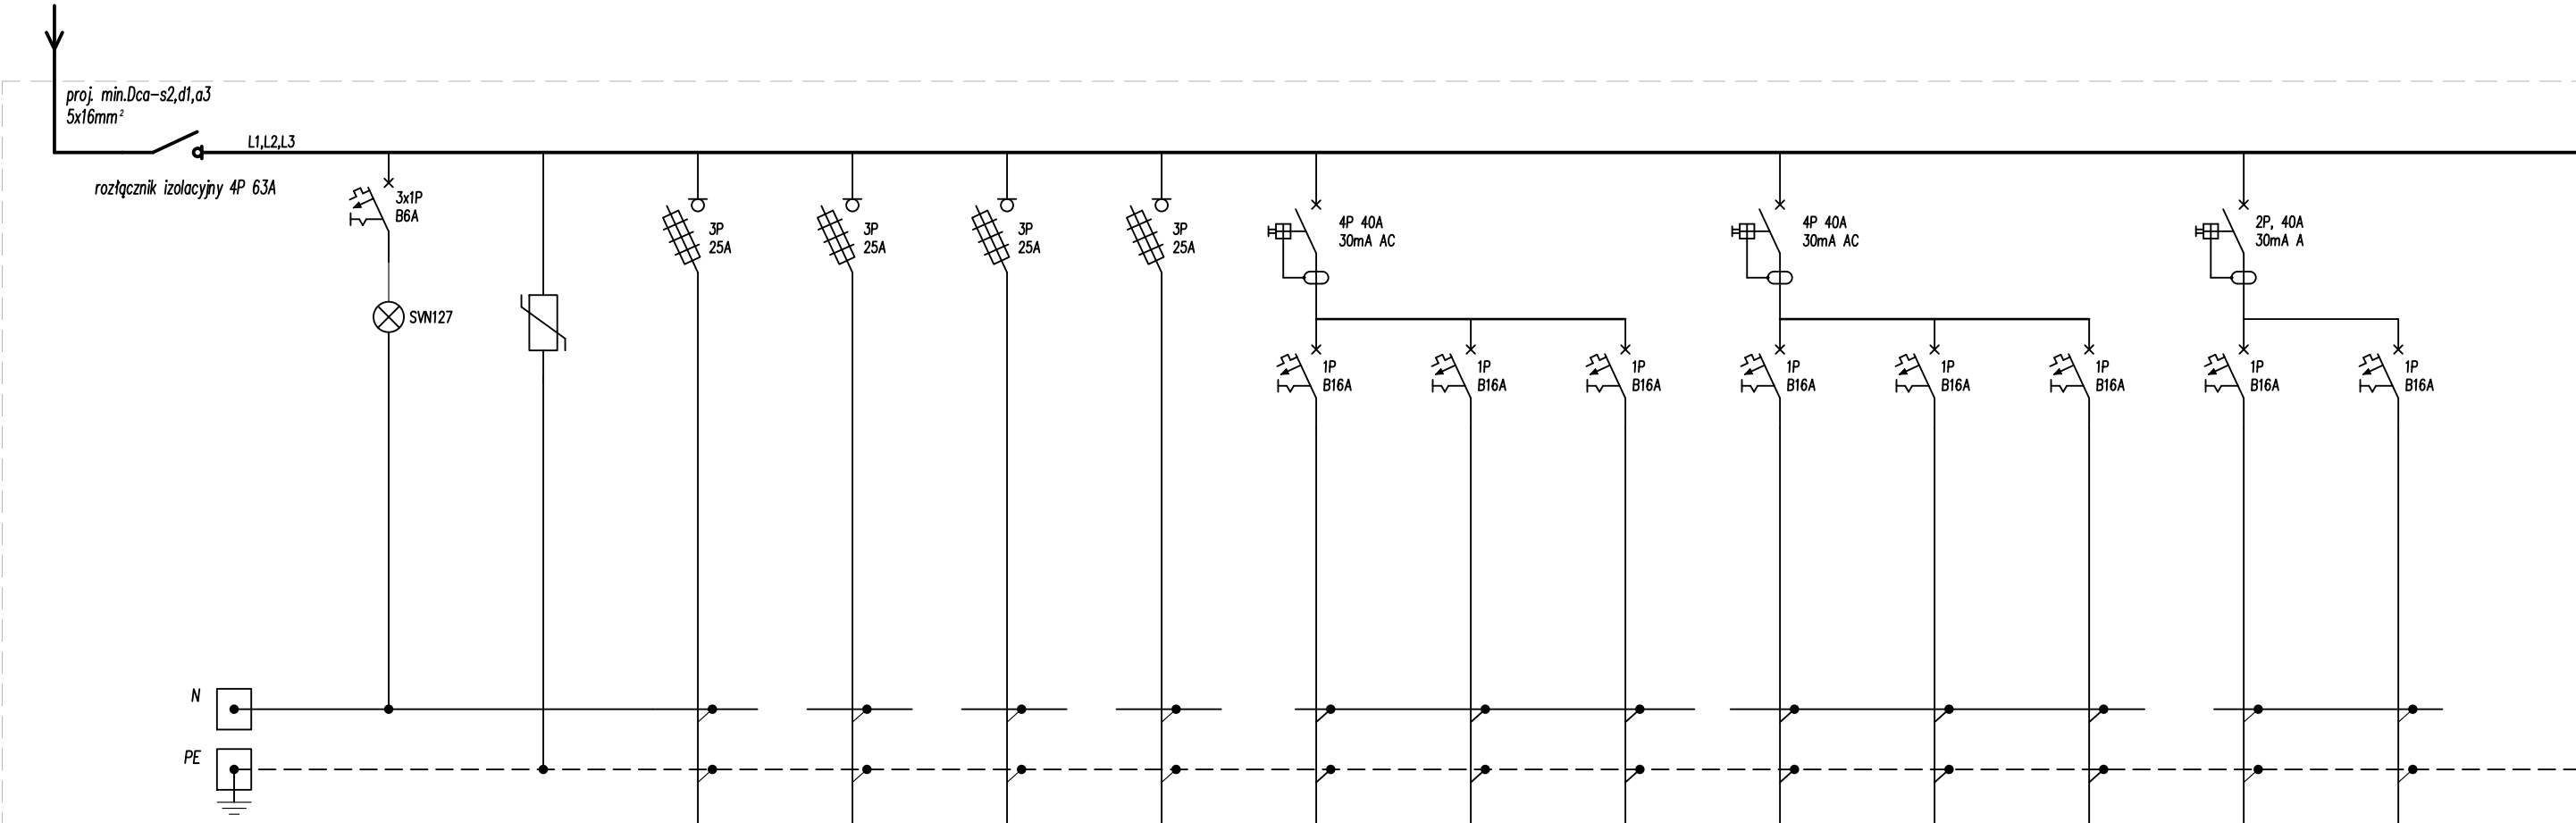 proj. min.Dca-s2,d1,a3
5x16mm²
L1,L2,L3
rozłącznik izolacyjny 4P 63A
3x1P
B6A
SVN127
3P
25A
3P
25A
3P
25A
3P
25A
4P 40A
30mA AC
1P
B16A
1P
B16A
1P
B16A
4P 40A
30mA AC
1P
B16A
1P
B16A
1P
B16A
2P, 40A
30mA A
1P
B16A
1P
B16A
N
PE